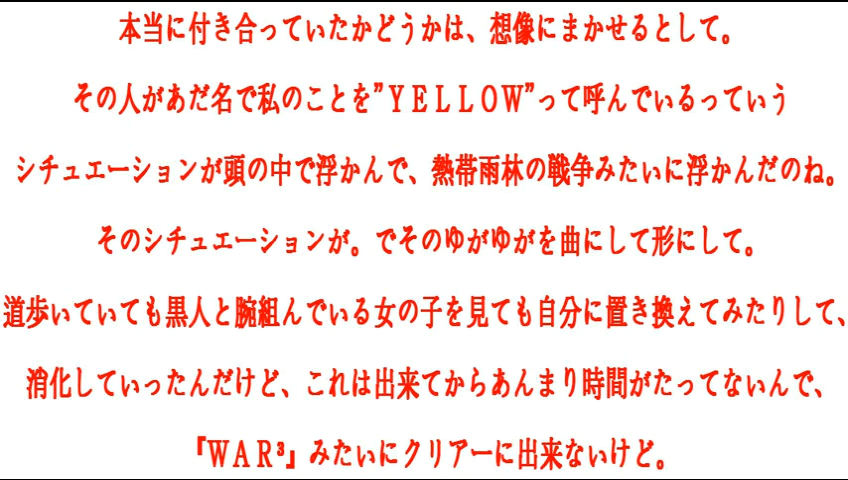 本当に付き合っていたかどうかは、想像にまかせるとして。
その人があだ名で私のことを”ＹＥＬＬＯＷ”って呼んでいるっていう
シチュエーションが頭の中で浮かんで、熱帯雨林の戦争みたいに浮かんだのね。
そのシチュエーションが。でそのゆがゆがを曲にして形にして。
道歩いていても黒人と腕組んでいる女の子を見ても自分に置き換えてみたりして、
消化していったんだけど、これは出来てからあんまり時間がたってないんで、
『ＷＡＲ³』みたいにクリアーに出来ないけど。